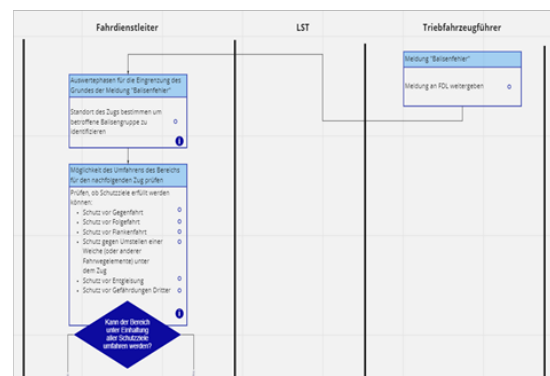 Fahrdienstleiter
LST
Triebfahrzeugführer
Meldung "Balisenfehler"
Meldung an FDL weitergeben
Auswertephasen für die Eingrenzung des
Grundes der Meldung "Balisenfehler"
Standort des Zugs bestimmen um
betroffene Balisengruppe zu
identifizieren
Möglichkeit des Umfahrens des Bereichs
für den nachfolgenden Zug prüfen
Prüfen, ob Schutzziele erfüllt werden
können:
• Schutz vor Gegenfahrt
• Schutz vor Folgefahrt
• Schutz vor Flankenfahrt
• Schutz gegen Umstellen einer
Weiche (oder anderer
Fahrwegelemente) unter
dem Zug
• Schutz vor Entgleisung
• Schutz vor Gefährdungen Dritter
Kann der Bereich
unter Einhaltung
aller Schutzziele
umfahren werden?